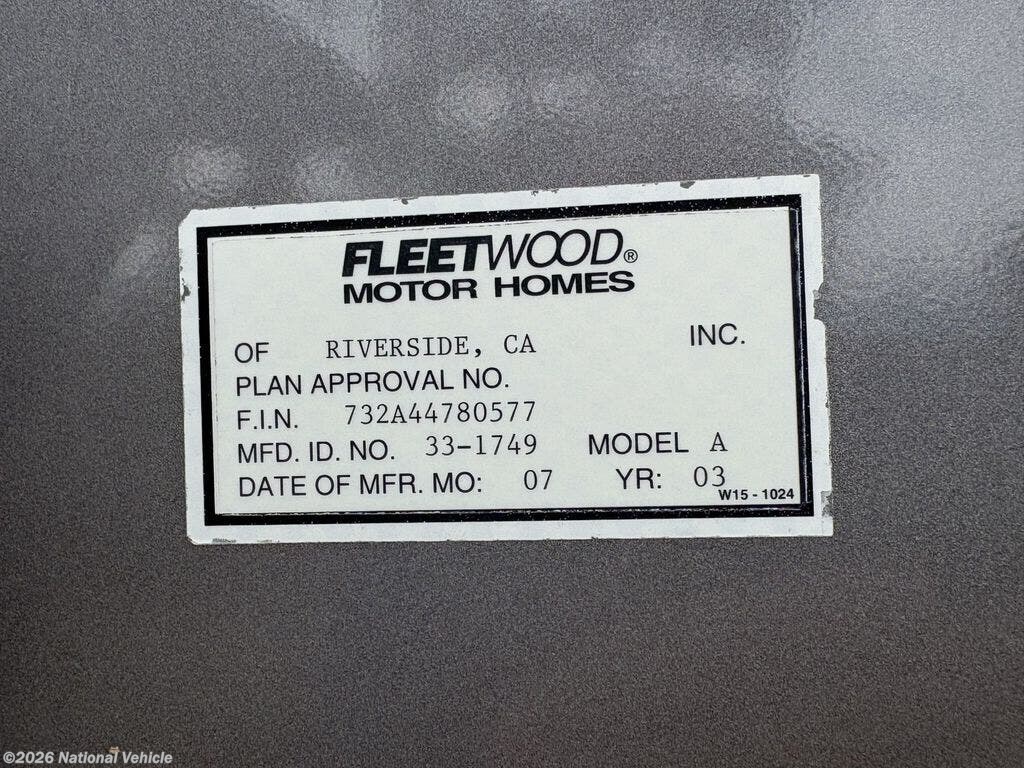 FLEETWOOD®
MOTOR HOMES
OF RIVERSIDE, CA INC.
PLAN APPROVAL NO.
F.I.N. 732A44780577
MFD. ID. NO. 33-1749 MODEL A
DATE OF MFR. MO: 07 YR: 03
W15 - 1024
©2026 National Vehicle